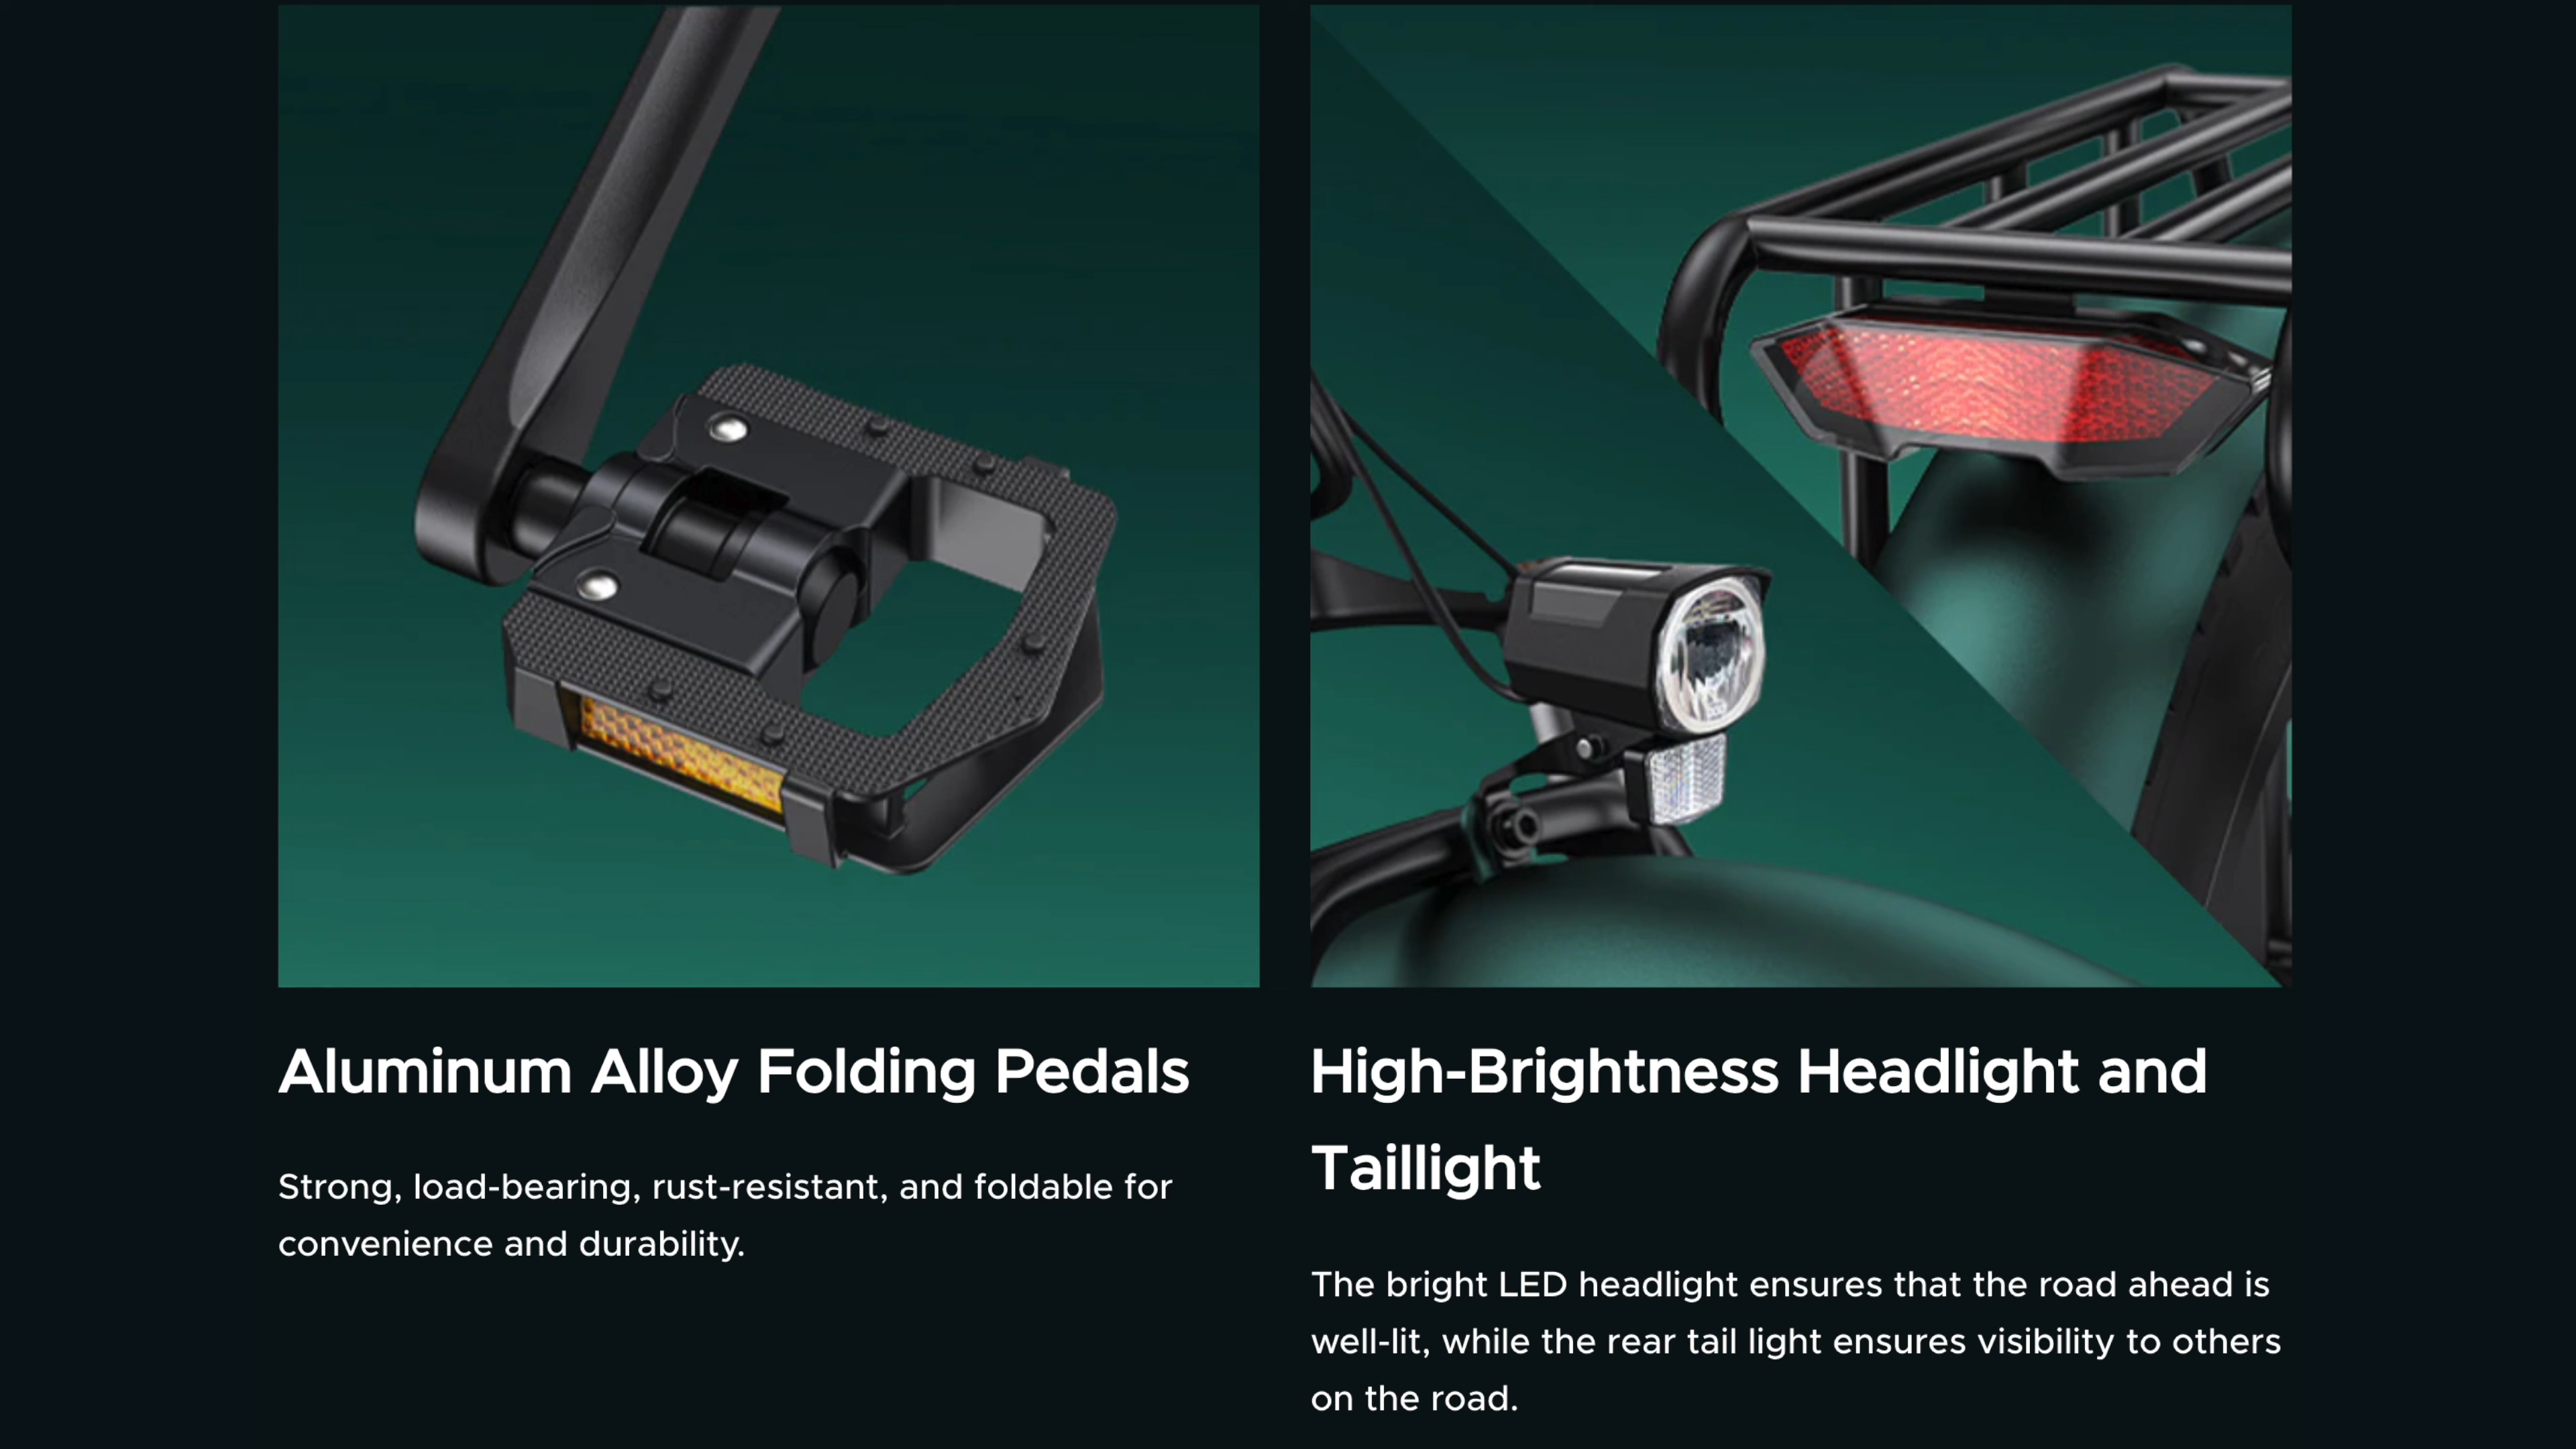 Aluminum Alloy Folding Pedals
Strong, load-bearing, rust-resistant, and foldable for
convenience and durability.
High-Brightness Headlight and
Taillight
The bright LED headlight ensures that the road ahead is
well-lit, while the rear tail light ensures visibility to others
on the road.